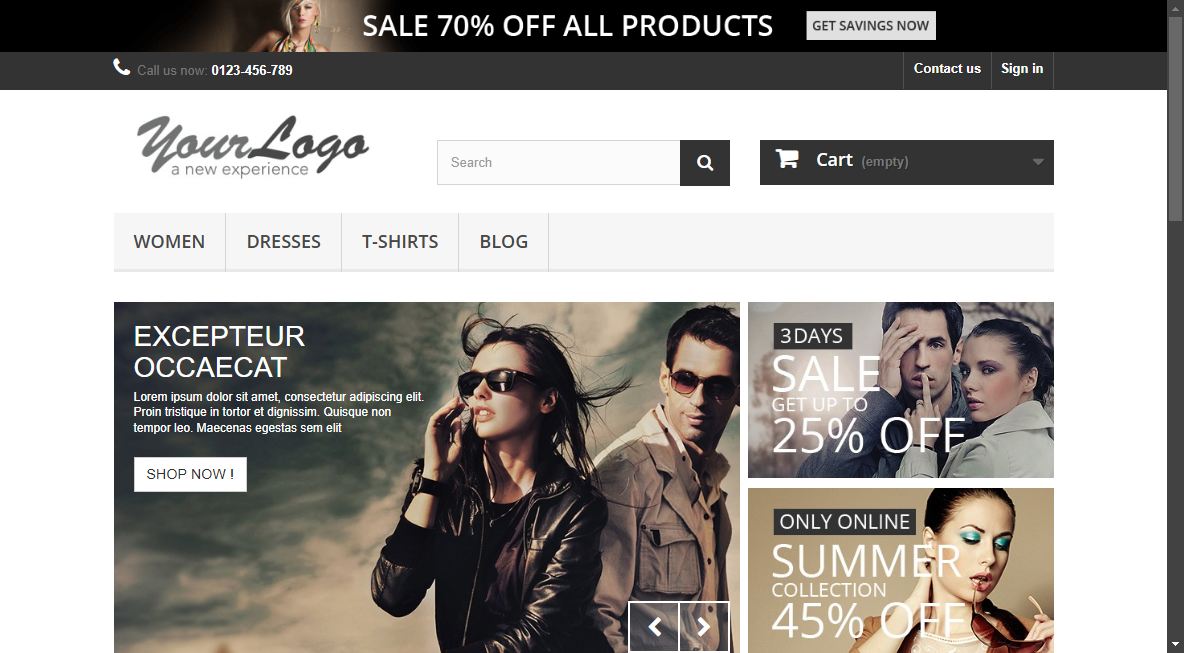 SALE 70% OFF ALL PRODUCTS
GET SAVINGS NOW
Call us now: 0123-456-789
Contact us
Sign in
YourLogo
a new experience
Search
Cart (empty)
WOMEN
DRESSES
T-SHIRTS
BLOG
EXCEPTEUR
OCCAECAT
Lorem ipsum dolor sit amet, consectetur adipiscing elit.
Proin tristique in tortor et dignissim. Quisque non
tempor leo. Maecenas egestas sem elit
SHOP NOW !
3 DAYS
SALE
GET UP TO
25% OFF
ONLY ONLINE
SUMMER
COLLECTION
45% OFF